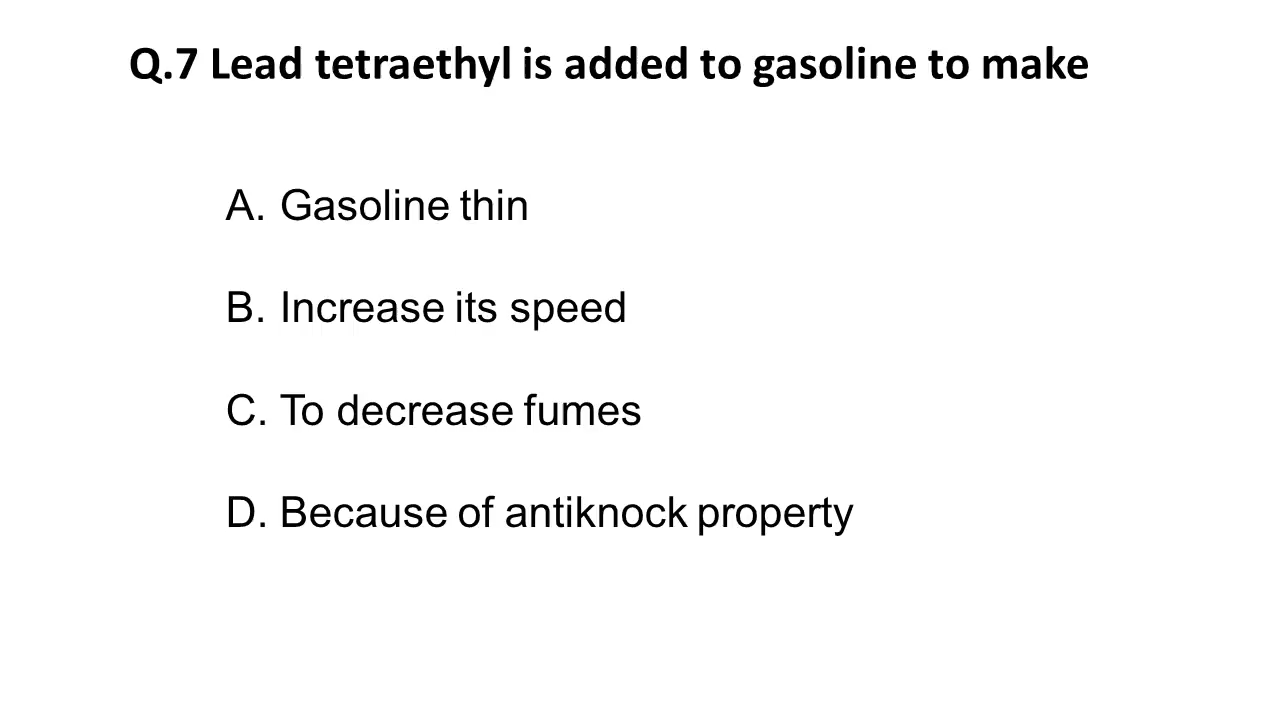 Q.7 Lead tetraethyl is added to gasoline to make
A. Gasoline thin
B. Increase its speed
C. To decrease fumes
D. Because of antiknock property